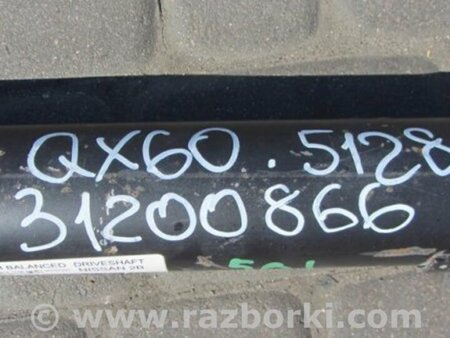 QX60.5128
31200866
BALANCED DRIVESHAFT
NISSAN 2B
www.razborki.com